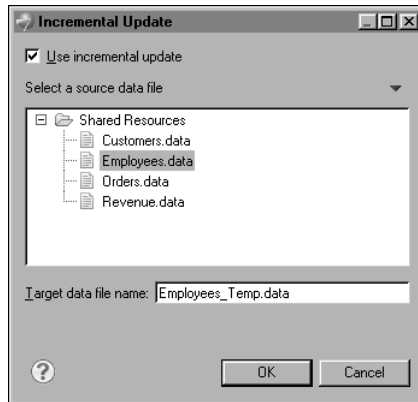 Incremental Update
Use incremental update
Select a source data file
Shared Resources
Customers.data
Employees.data
Orders.data
Revenue.data
Target data file name: Employees_Temp.data
? OK Cancel